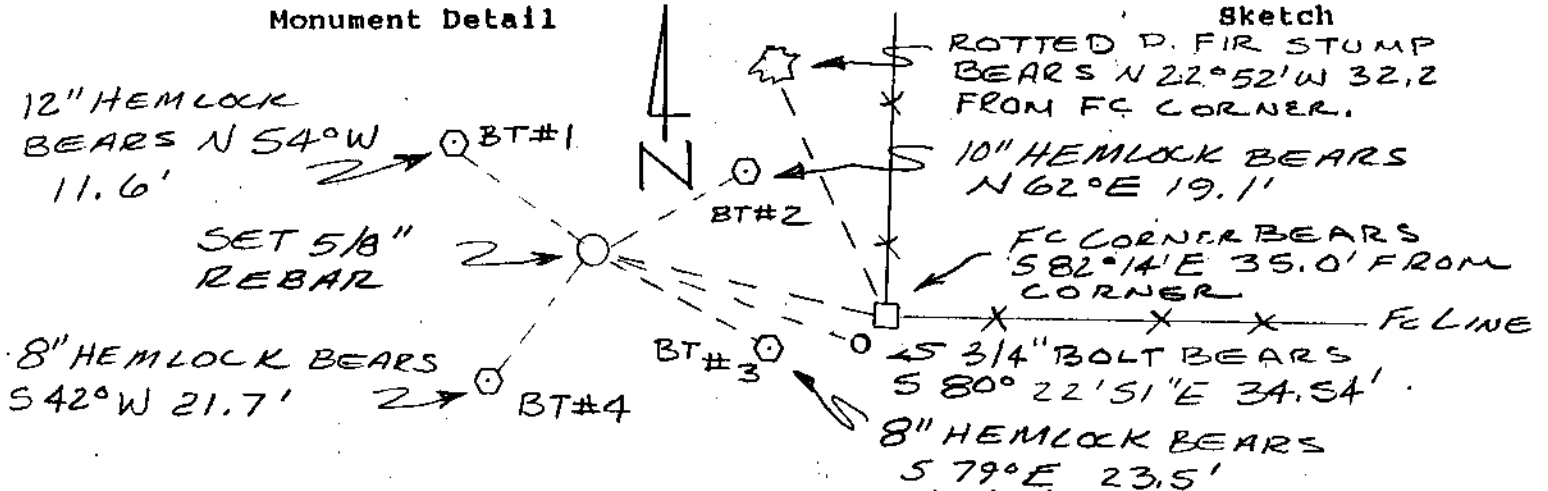 Monument Detail
Sketch
12" HEMLOCK
BEARS N 54° W
11.6'
BT#1
N
ROTTED D. FIR STUMP
BEARS N 22°52' W 32.2
FROM FC CORNER.
BT#2
10" HEMLOCK BEARS
N 62° E 19.1'
SET 5/8"
REBAR
FC CORNER BEARS
S 82°14' E 35.0' FROM
CORNER
FC LINE
8" HEMLOCK BEARS
S 42° W 21.7'
BT#4
BT#3
3/4" BOLT BEARS
S 80° 22' 51" E 34.54'
8" HEMLOCK BEARS
S 79° E 23.5'